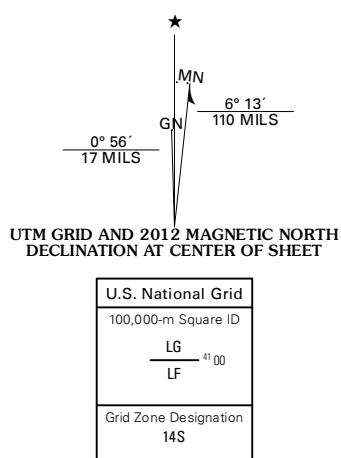 ★
MN
6° 13´
110 MILS
GN
0° 56´
17 MILS
UTM GRID AND 2012 MAGNETIC NORTH
DECLINATION AT CENTER OF SHEET
U.S. National Grid
100,000-m Square ID
LG
41 00
LF
Grid Zone Designation
14S